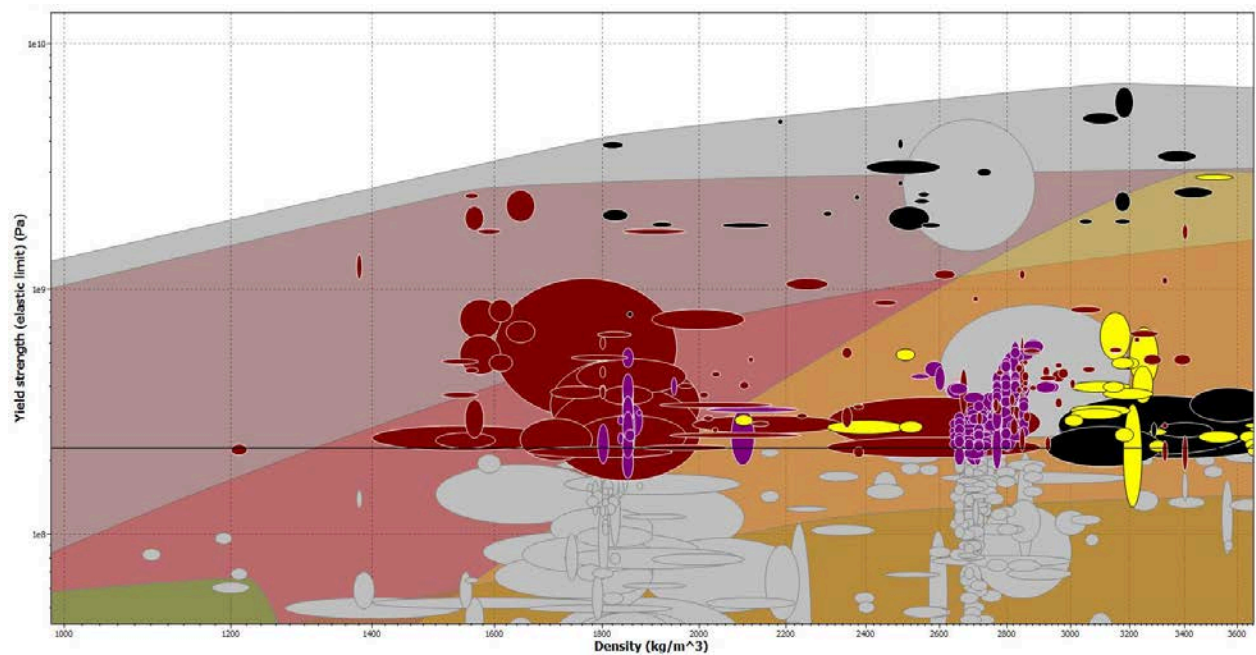 1e10
1e9
1e8
Yield strength (elastic limit) (Pa)
1000 1200 1400 1600 1800 2000 2200 2400 2600 2800 3000 3200 3400 3600
Density (kg/m^3)